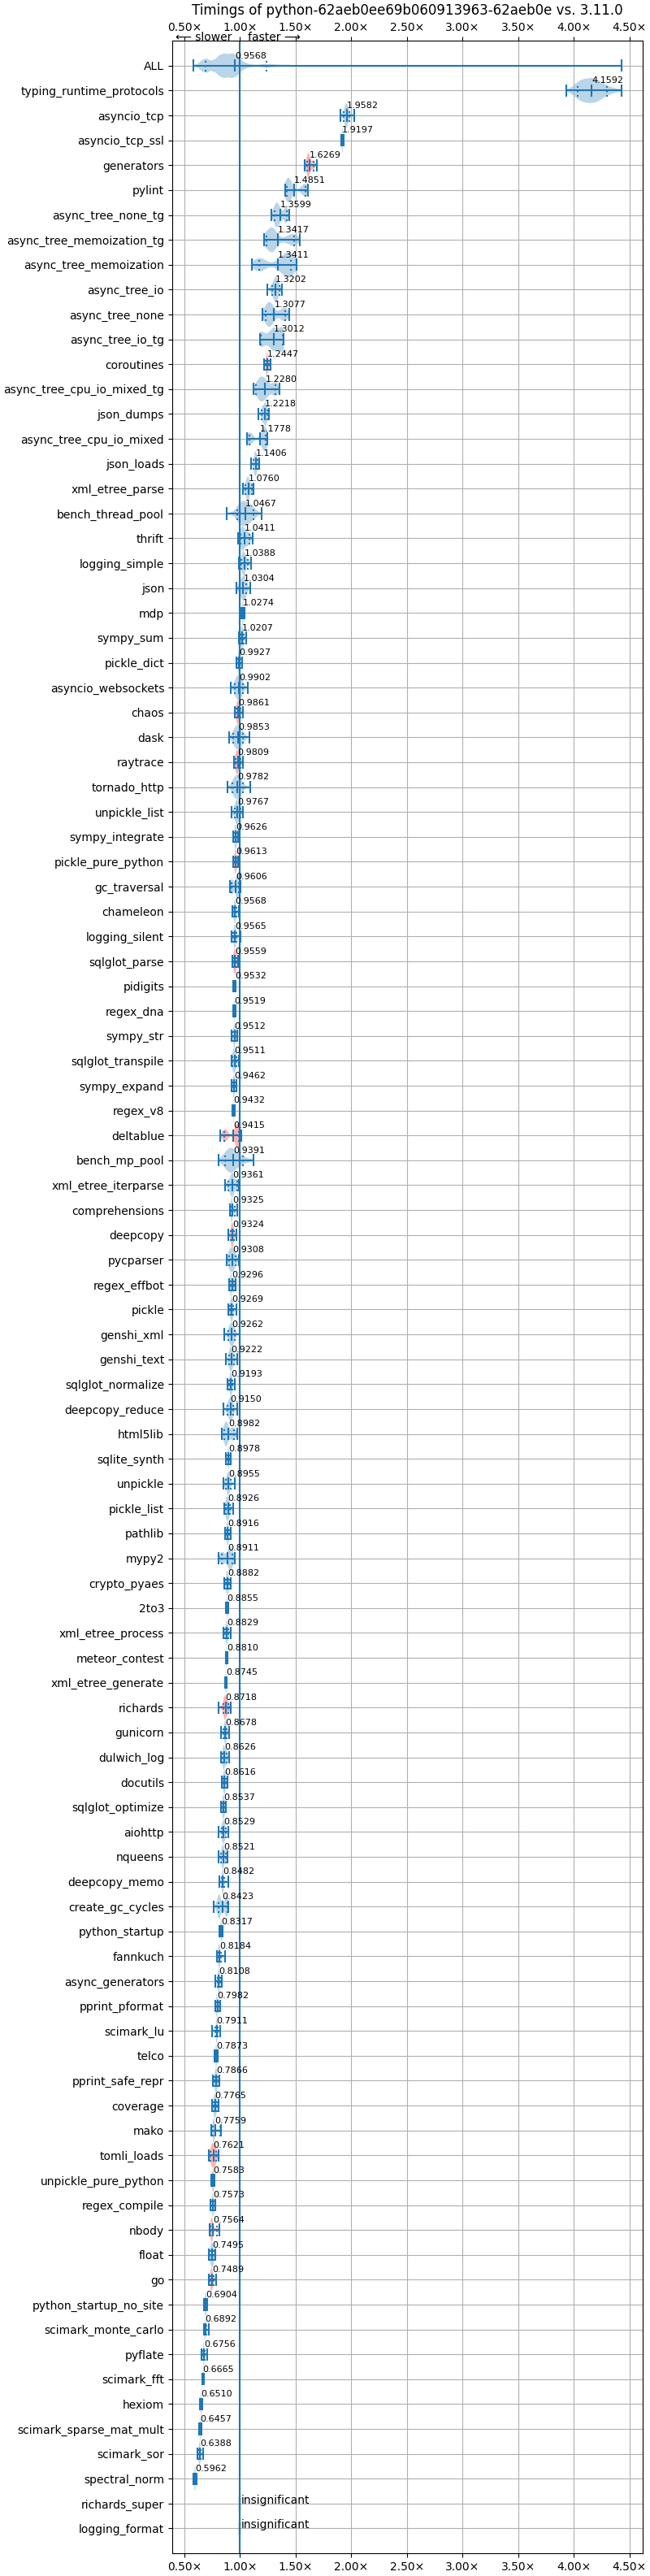 Timings of python-62aeb0ee69b060913963-62aeb0e vs. 3.11.0
0.50× 1.00× 1.50× 2.00× 2.50× 3.00× 3.50× 4.00× 4.50×
⟵ slower faster ⟶
ALL 0.9568
typing_runtime_protocols 4.1592
asyncio_tcp 1.9582
asyncio_tcp_ssl 1.9197
generators 1.6269
pylint 1.4851
async_tree_none_tg 1.3599
async_tree_memoization_tg 1.3417
async_tree_memoization 1.3411
async_tree_io 1.3202
async_tree_none 1.3077
async_tree_io_tg 1.3012
coroutines 1.2447
async_tree_cpu_io_mixed_tg 1.2280
json_dumps 1.2218
async_tree_cpu_io_mixed 1.1778
json_loads 1.1406
xml_etree_parse 1.0760
bench_thread_pool 1.0467
thrift 1.0411
logging_simple 1.0388
json 1.0304
mdp 1.0274
sympy_sum 1.0207
pickle_dict 0.9927
asyncio_websockets 0.9902
chaos 0.9861
dask 0.9853
raytrace 0.9809
tornado_http 0.9782
unpickle_list 0.9767
sympy_integrate 0.9626
pickle_pure_python 0.9613
gc_traversal 0.9606
chameleon 0.9568
logging_silent 0.9565
sqlglot_parse 0.9559
pidigits 0.9532
regex_dna 0.9519
sympy_str 0.9512
sqlglot_transpile 0.9511
sympy_expand 0.9462
regex_v8 0.9432
deltablue 0.9415
bench_mp_pool 0.9391
xml_etree_iterparse 0.9361
comprehensions 0.9325
deepcopy 0.9324
pycparser 0.9308
regex_effbot 0.9296
pickle 0.9269
genshi_xml 0.9262
genshi_text 0.9222
sqlglot_normalize 0.9193
deepcopy_reduce 0.9150
html5lib 0.8982
sqlite_synth 0.8978
unpickle 0.8955
pickle_list 0.8926
pathlib 0.8916
mypy2 0.8911
crypto_pyaes 0.8882
2to3 0.8855
xml_etree_process 0.8829
meteor_contest 0.8810
xml_etree_generate 0.8745
richards 0.8718
gunicorn 0.8678
dulwich_log 0.8626
docutils 0.8616
sqlglot_optimize 0.8537
aiohttp 0.8529
nqueens 0.8521
deepcopy_memo 0.8482
create_gc_cycles 0.8423
python_startup 0.8317
fannkuch 0.8184
async_generators 0.8108
pprint_pformat 0.7982
scimark_lu 0.7911
telco 0.7873
pprint_safe_repr 0.7866
coverage 0.7765
mako 0.7759
tomli_loads 0.7621
unpickle_pure_python 0.7583
regex_compile 0.7573
nbody 0.7564
float 0.7495
go 0.7489
python_startup_no_site 0.6904
scimark_monte_carlo 0.6892
pyflate 0.6756
scimark_fft 0.6665
hexiom 0.6510
scimark_sparse_mat_mult 0.6457
scimark_sor 0.6388
spectral_norm 0.5962
richards_super insignificant
logging_format insignificant
0.50× 1.00× 1.50× 2.00× 2.50× 3.00× 3.50× 4.00× 4.50×